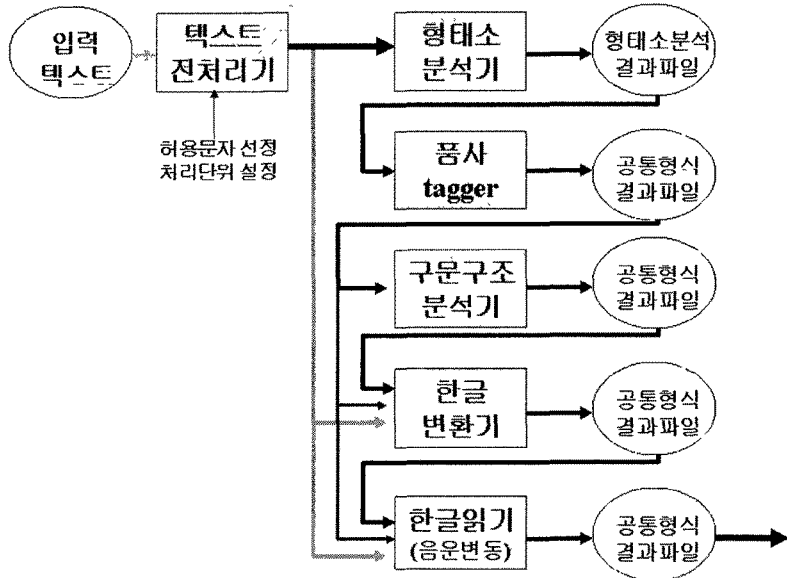 입력
텍스트
텍스트
전처리기
허용문자 선정
처리단위 설정
형태소
분석기
형태소분석
결과파일
품사
tagger
공통형식
결과파일
구문구조
분석기
공통형식
결과파일
한글
변환기
공통형식
결과파일
한글읽기
(음운변동)
공통형식
결과파일